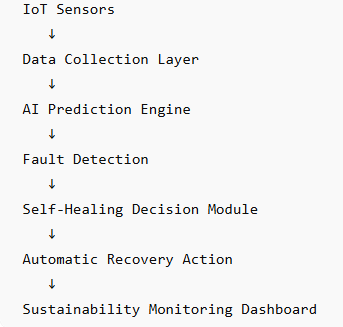 IoT Sensors
↓
Data Collection Layer
↓
AI Prediction Engine
↓
Fault Detection
↓
Self-Healing Decision Module
↓
Automatic Recovery Action
↓
Sustainability Monitoring Dashboard